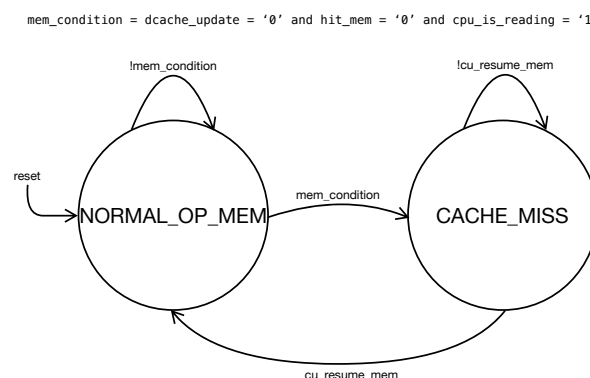 mem_condition = dcache_update = ‘0’ and hit_mem = ‘0’ and cpu_is_reading = ‘1
!mem_condition
!cu_resume_mem
reset
mem_condition
NORMAL_OP_MEM
CACHE_MISS
cu_resume_mem